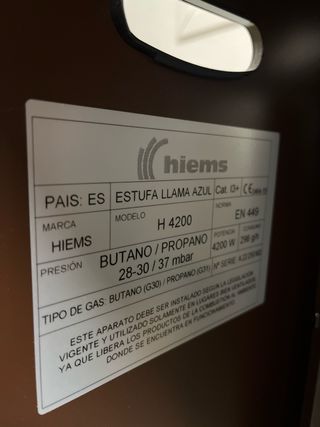 hiems
PAIS: ES
ESTUFA LLAMA AZUL
Cat. I3+
CE
MARCA
HIEMS
MODELO
H 4200
NORMA
EN 449
PRESIÓN
BUTANO / PROPANO
28-30 / 37 mbar
POTENCIA
4200 W
CONSUMO
298 g/h
TIPO DE GAS: BUTANO (G30) / PROPANO (G31)
Nº SERIE
ESTE APARATO DEBE SER INSTALADO SEGÚN LA LEGISLACIÓN
VIGENTE Y UTILIZADO SOLAMENTE EN LUGARES BIEN VENTILADOS
YA QUE LIBERA LOS PRODUCTOS DE LA COMBUSTIÓN AL AMBIENTE
DONDE SE ENCUENTRA EN FUNCIONAMIENTO.